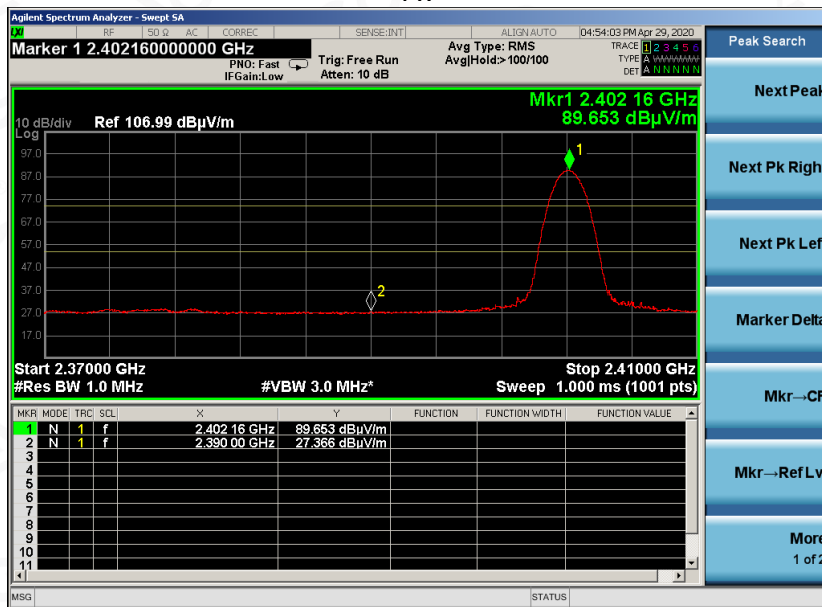 Agilent Spectrum Analyzer - Swept SA
LXI RF 50 Ω AC CORREC SENSE:INT ALIGN AUTO 04:54:03 PM Apr 29, 2020
Marker 1 2.402160000000 GHz
PNO: Fast
IFGain:Low
Trig: Free Run
Atten: 10 dB
Avg Type: RMS
Avg|Hold:>100/100
TRACE 1 2 3 4 5 6
TYPE A WWWWW
DET A N N N N N
Peak Search
Next Peak
Next Pk Righ
Next Pk Lef
Marker Delta
Mkr→CF
Mkr→Ref Lv
More
1 of 2
Mkr1 2.402 16 GHz
89.653 dBµV/m
10 dB/div Ref 106.99 dBµV/m
Log
97.0
87.0
77.0
67.0
57.0
47.0
37.0
27.0
17.0
1
2
Start 2.37000 GHz Stop 2.41000 GHz
#Res BW 1.0 MHz #VBW 3.0 MHz* Sweep 1.000 ms (1001 pts)
MKR MODE TRC SCL X Y FUNCTION FUNCTION WIDTH FUNCTION VALUE
1 N 1 f 2.402 16 GHz 89.653 dBµV/m
2 N 1 f 2.390 00 GHz 27.366 dBµV/m
3
4
5
6
7
8
9
10
11
MSG STATUS